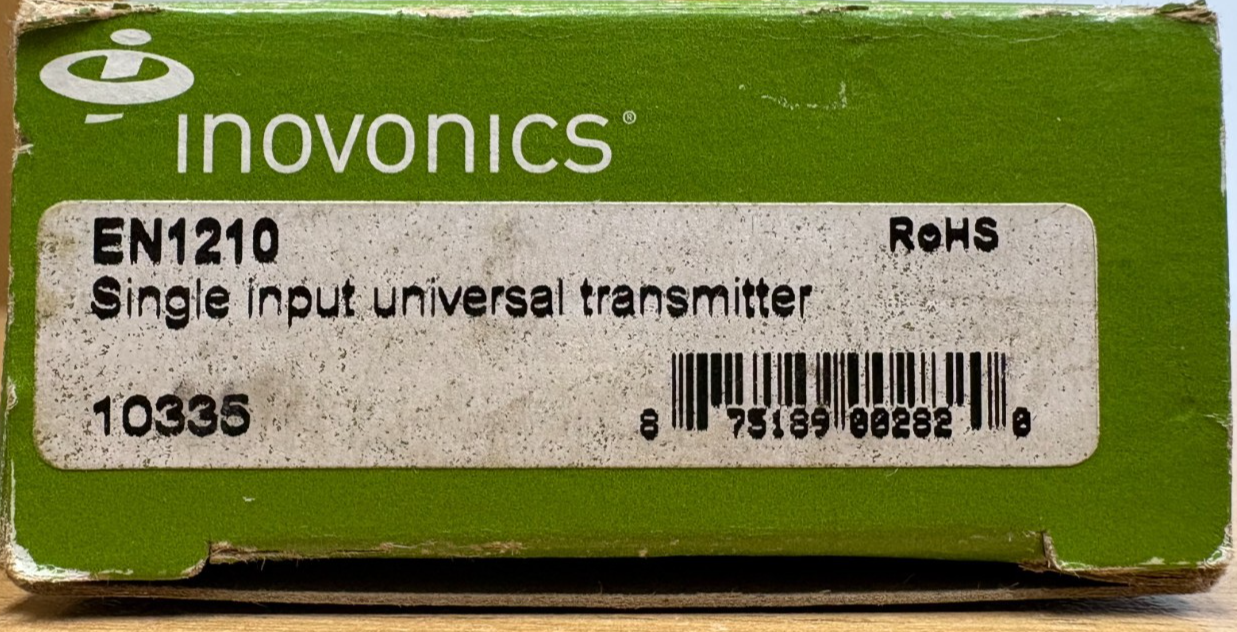 inovonics®
EN1210 RoHS
Single input universal transmitter
10335
8 75189 00282 0